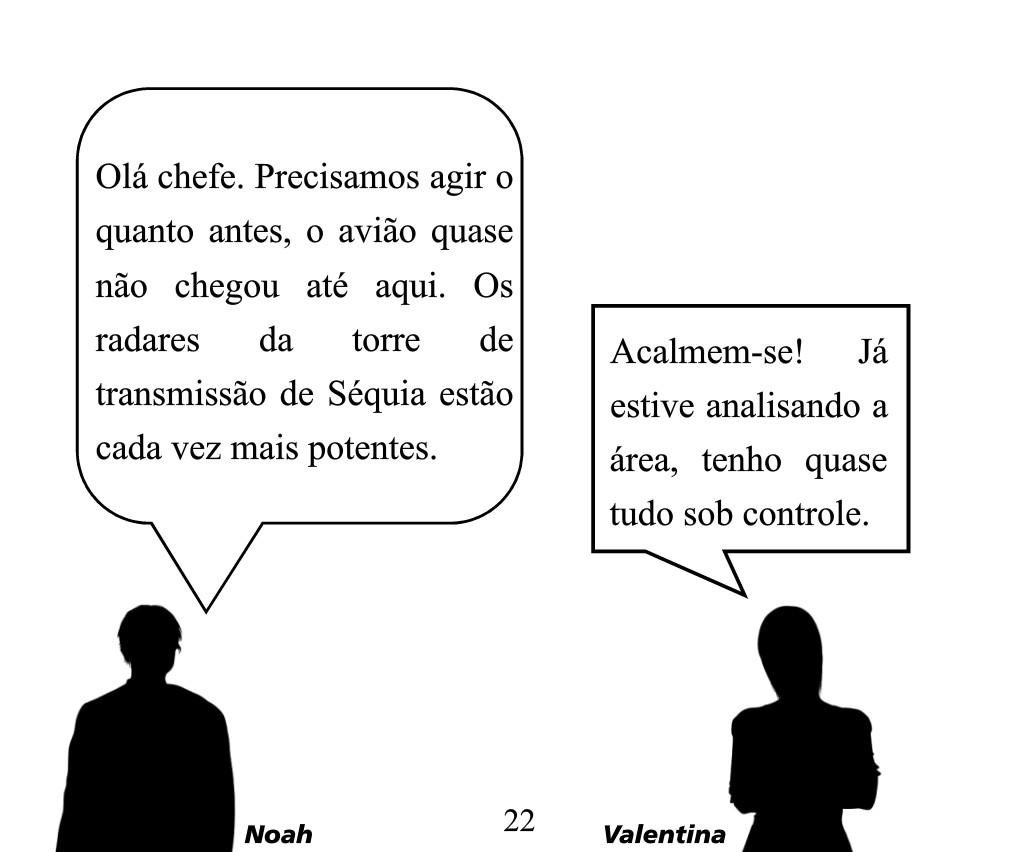 Olá chefe. Precisamos agir o
quanto antes, o avião quase
não chegou até aqui. Os
radares da torre de
transmissão de Séquia estão
cada vez mais potentes.
Acalmem-se! Já
estive analisando a
área, tenho quase
tudo sob controle.
Noah
22
Valentina